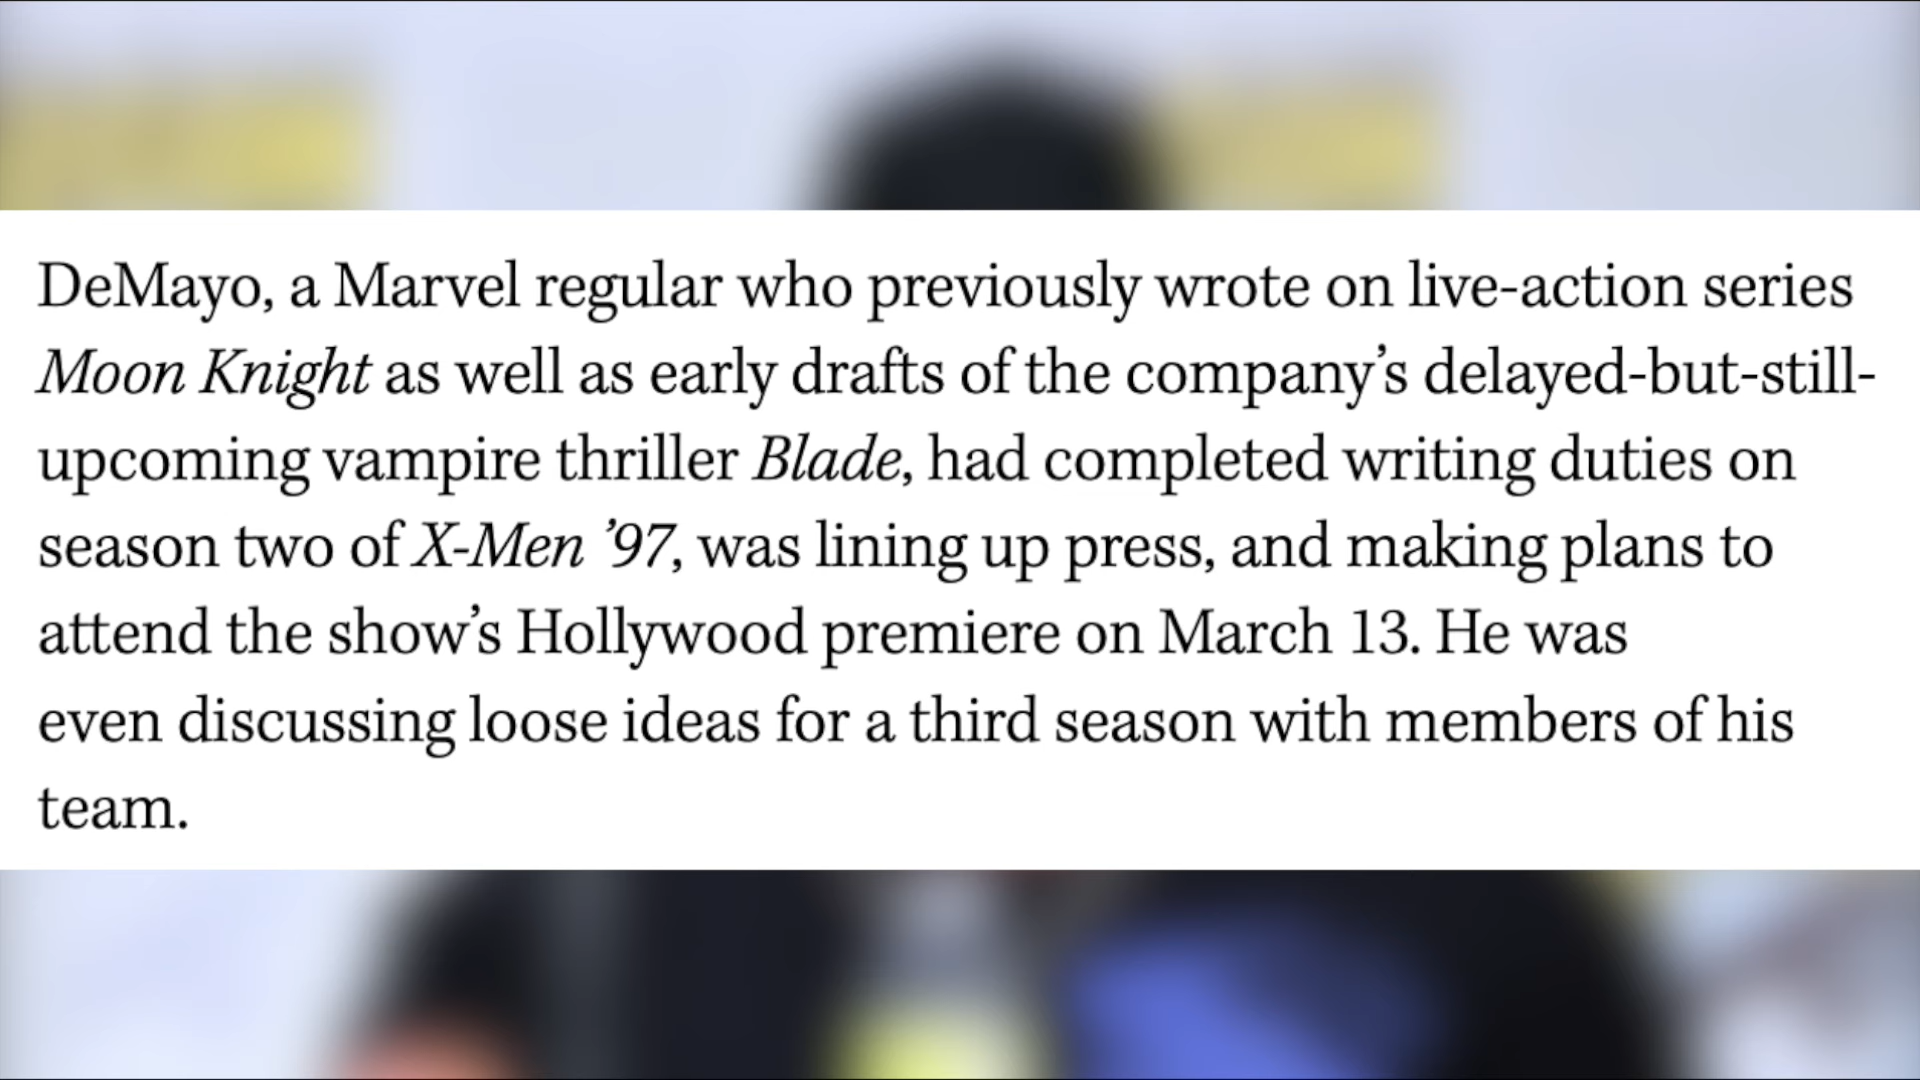 DeMayo, a Marvel regular who previously wrote on live-action series
Moon Knight as well as early drafts of the company’s delayed-but-still-
upcoming vampire thriller Blade, had completed writing duties on
season two of X-Men ’97, was lining up press, and making plans to
attend the show’s Hollywood premiere on March 13. He was
even discussing loose ideas for a third season with members of his
team.